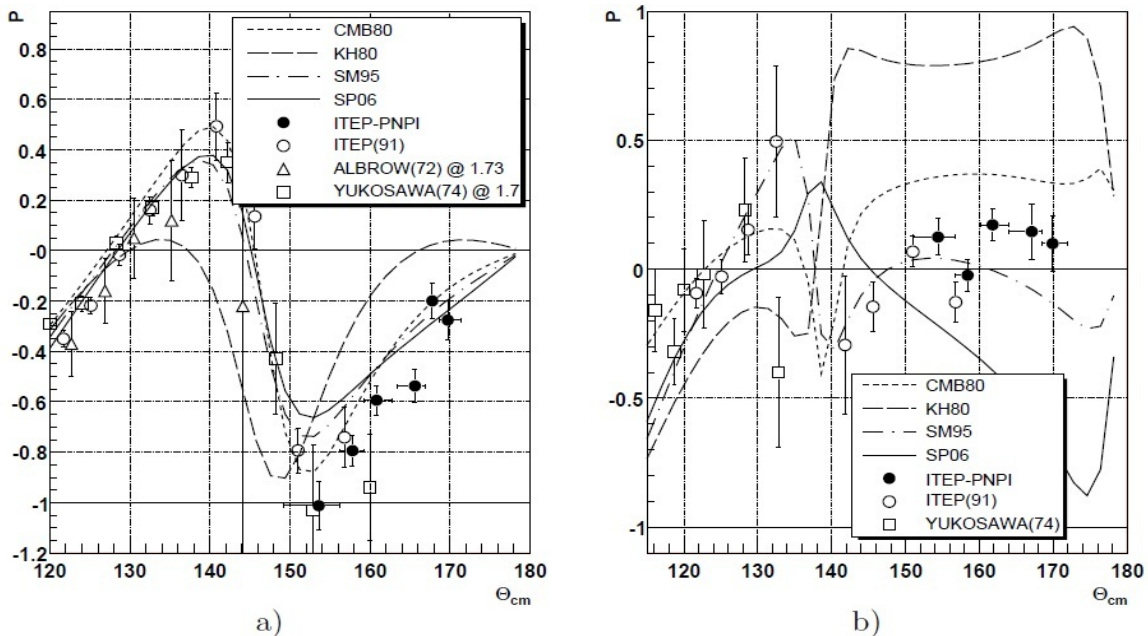 P
0.8
0.6
0.4
0.2
-0
-0.2
-0.4
-0.6
-0.8
-1
-1.2
120 130 140 150 160 170 180
Θcm
CMB80
KH80
SM95
SP06
ITEP-PNPI
ITEP(91)
ALBROW(72) @ 1.73
YUKOSAWA(74) @ 1.7
a)
P
1
0.5
0
-0.5
-1
120 130 140 150 160 170 180
Θcm
CMB80
KH80
SM95
SP06
ITEP-PNPI
ITEP(91)
YUKOSAWA(74)
b)